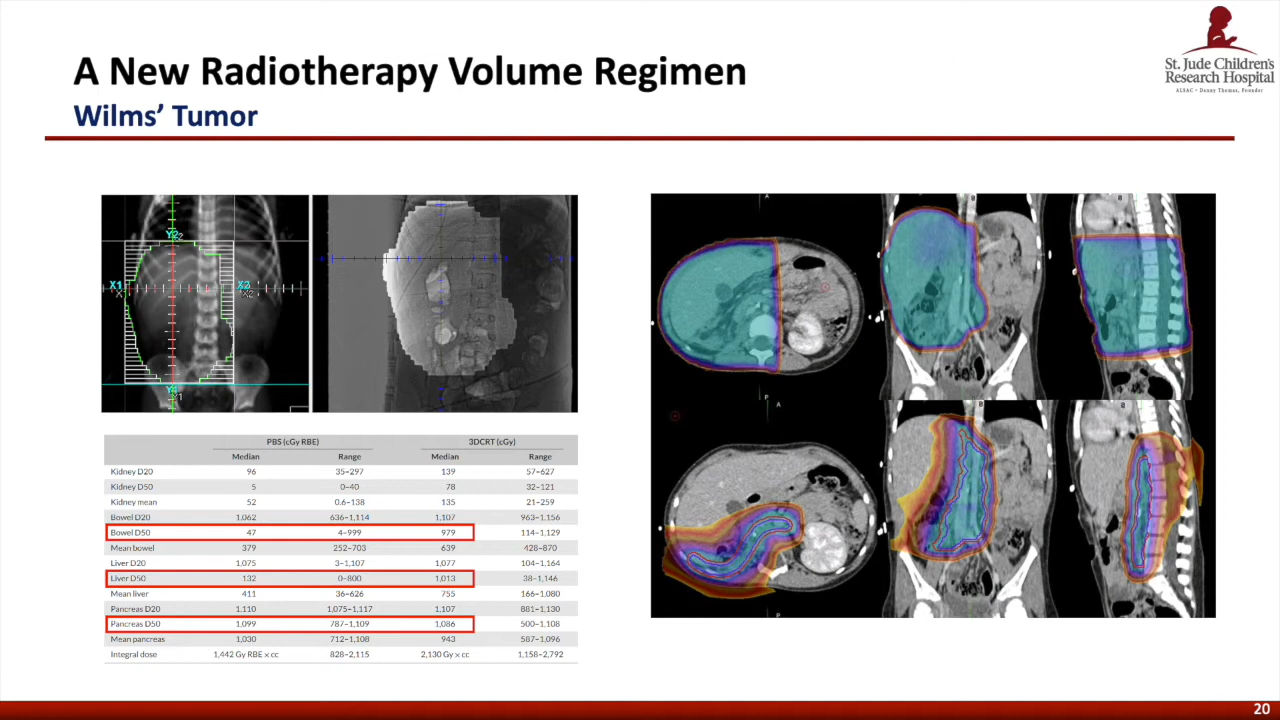 A New Radiotherapy Volume Regimen
Wilms’ Tumor
St. Jude Children's
Research Hospital
ALSAC • Danny Thomas, Founder
Y2
X1
X2
X
X2
Y1
X1
A
P
A
P
PBS (cGy RBE) 3DCRT (cGy)
Median Range Median Range
Kidney D20 96 35–297 139 57–627
Kidney D50 5 0–40 78 32–121
Kidney mean 52 0.6–138 135 21–259
Bowel D20 1,062 636–1,114 1,107 963–1,156
Bowel D50 47 4–999 979 114–1,129
Mean bowel 379 252–703 639 428–870
Liver D20 1,075 3–1,107 1,077 104–1,164
Liver D50 132 0–800 1,013 38–1,146
Mean liver 411 36–626 755 166–1,080
Pancreas D20 1,110 1,075–1,117 1,107 881–1,130
Pancreas D50 1,099 787–1,109 1,086 500–1,108
Mean pancreas 1,030 712–1,108 943 587–1,096
Integral dose 1,442 Gy RBE × cc 828–2,115 2,130 Gy × cc 1,158–2,792
20